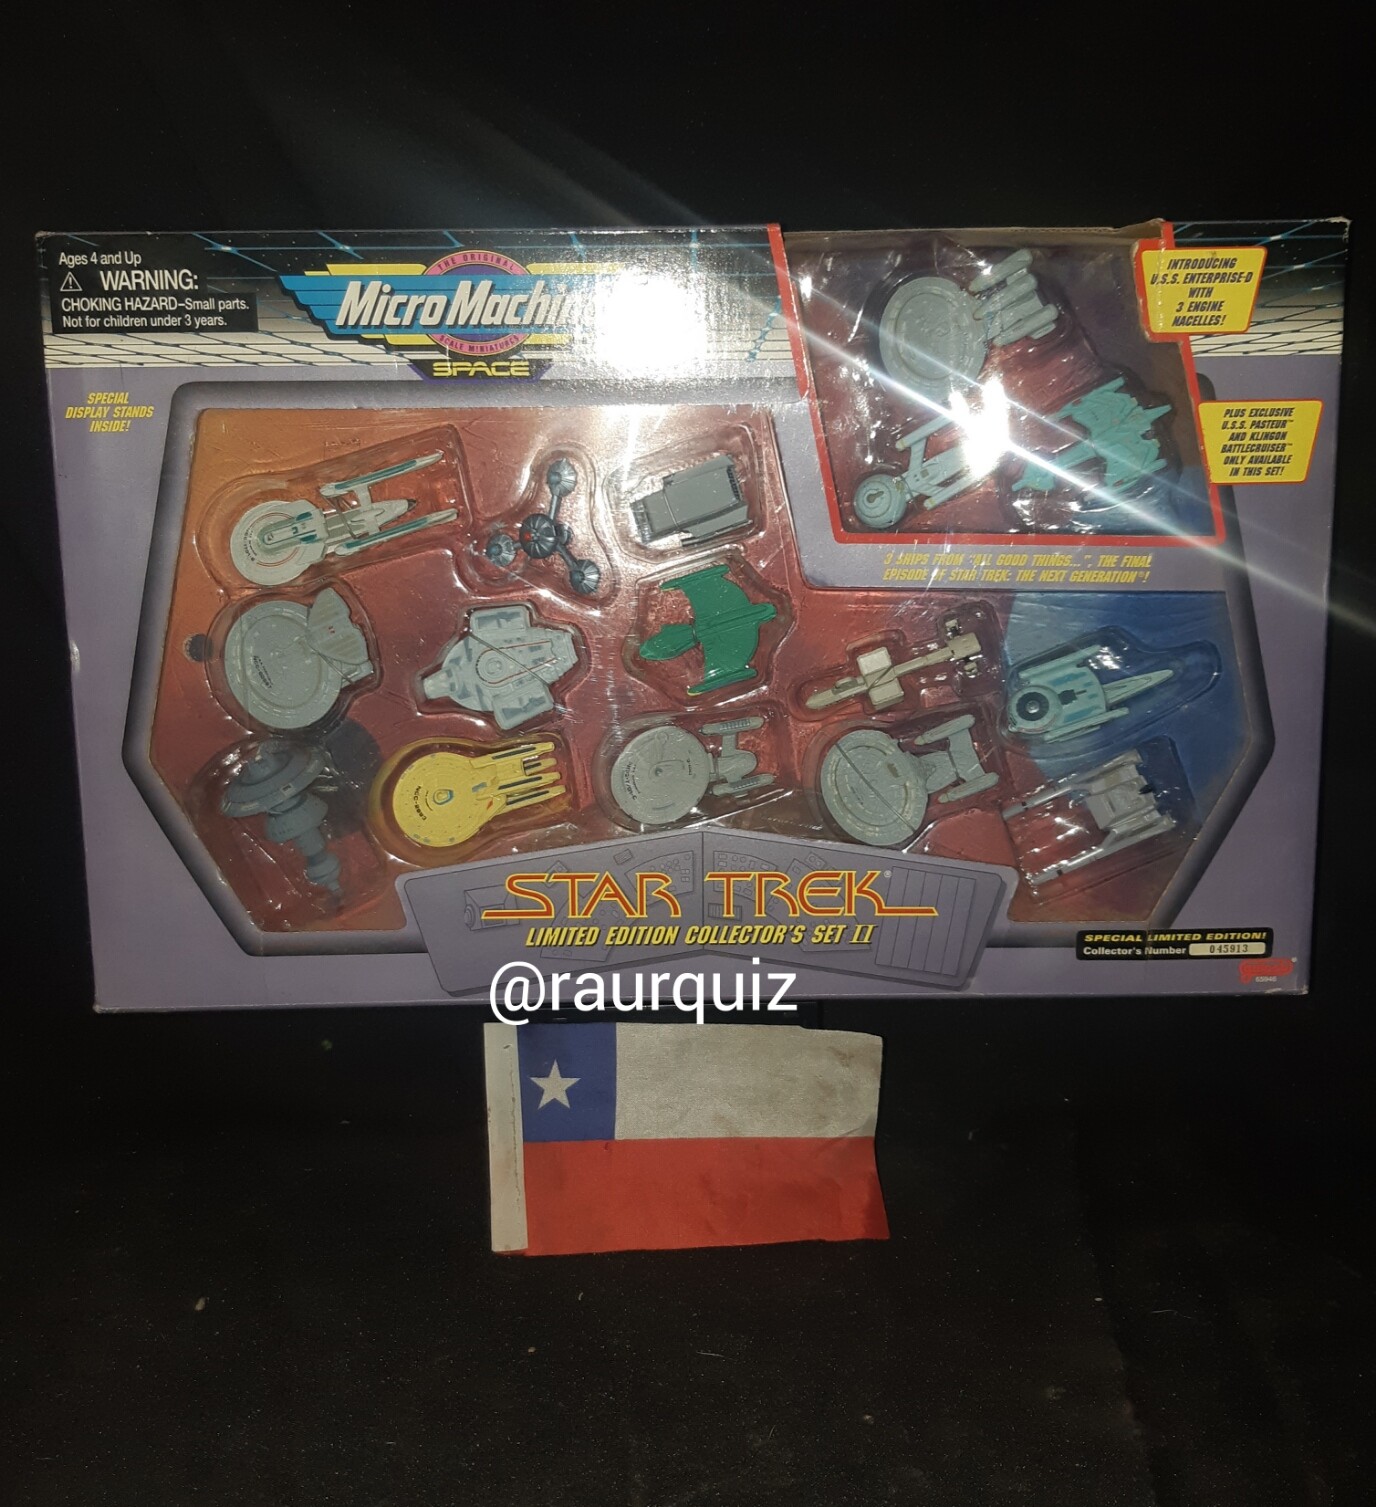 Ages 4 and Up
WARNING:
CHOKING HAZARD–Small parts.
Not for children under 3 years.
THE ORIGINAL
Micro Machin
SCALE MINIATURES
SPACE
SPECIAL
DISPLAY STANDS
INSIDE!
INTRODUCING
U.S.S. ENTERPRISE-D
WITH
3 ENGINE
NACELLES!
PLUS EXCLUSIVE
U.S.S. PASTEUR™
AND KLINGON
BATTLECRUISER™
ONLY AVAILABLE
IN THIS SET!
3 SHIPS FROM "ALL GOOD THINGS...", THE FINAL
EPISODE OF STAR TREK: THE NEXT GENERATION®!
STAR TREK®
LIMITED EDITION COLLECTOR'S SET II
SPECIAL LIMITED EDITION!
Collector's Number 045913
@raurquiz